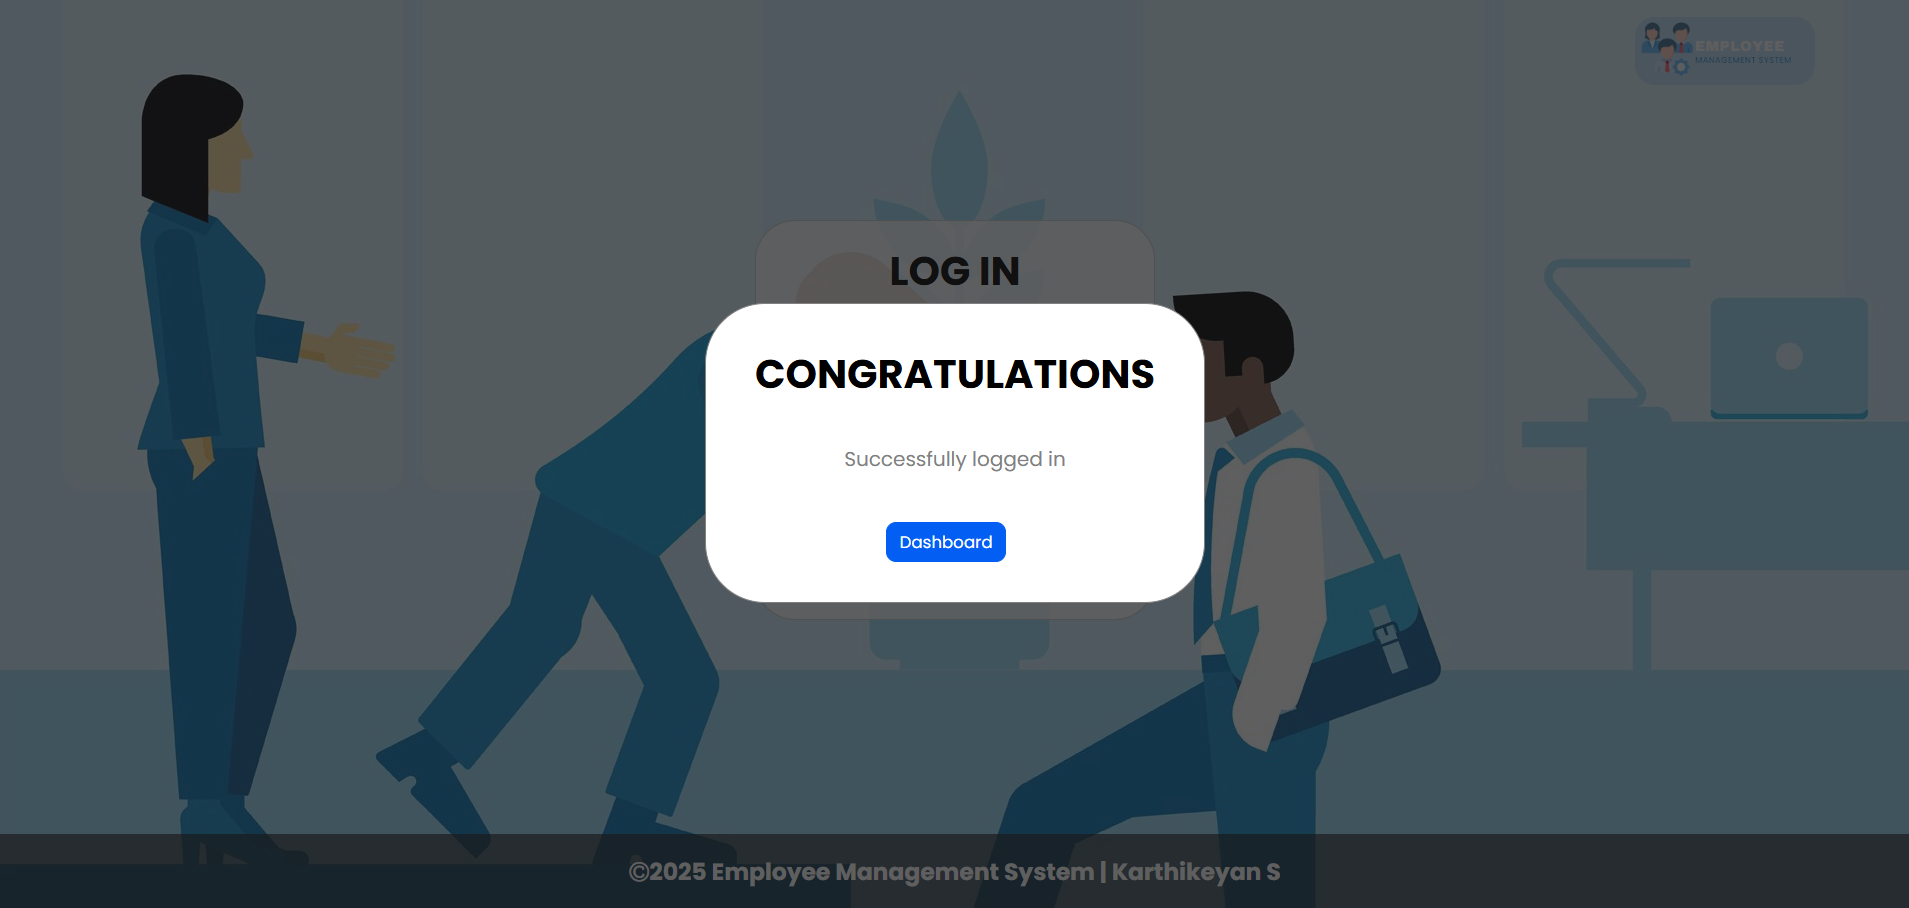 EMPLOYEE
MANAGEMENT SYSTEM
LOG IN
CONGRATULATIONS
Successfully logged in
Dashboard
©2025 Employee Management System | Karthikeyan S